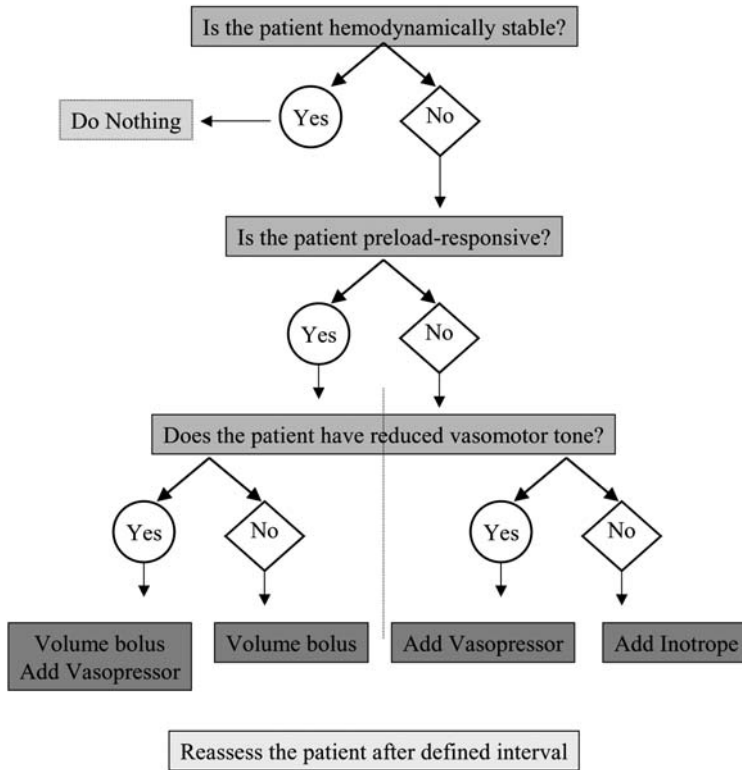 Is the patient hemodynamically stable?
Yes
No
Do Nothing
Is the patient preload-responsive?
Yes
No
Does the patient have reduced vasomotor tone?
Yes
No
Yes
No
Volume bolus
Add Vasopressor
Volume bolus
Add Vasopressor
Add Inotrope
Reassess the patient after defined interval